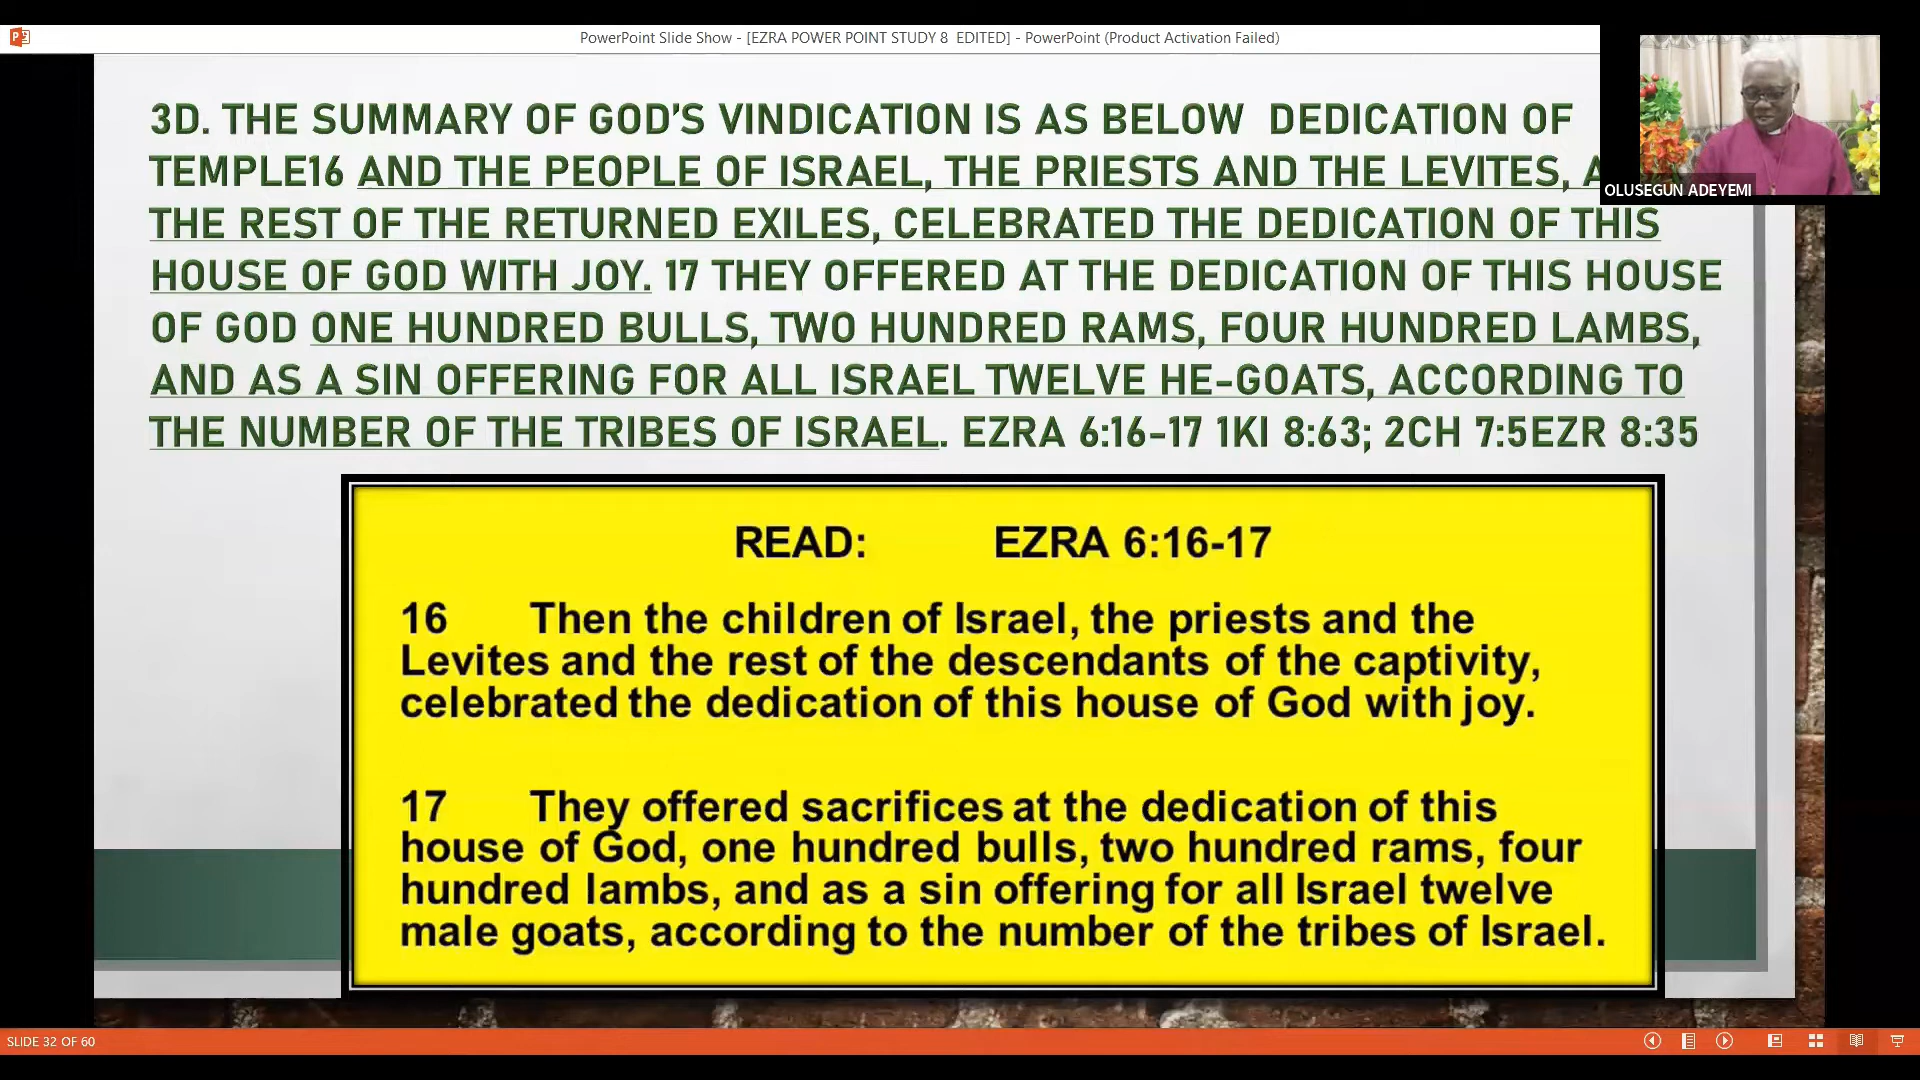 PowerPoint Slide Show - [EZRA POWER POINT STUDY 8 EDITED] - PowerPoint (Product Activation Failed)
3D. THE SUMMARY OF GOD'S VINDICATION IS AS BELOW DEDICATION OF
TEMPLE16 AND THE PEOPLE OF ISRAEL, THE PRIESTS AND THE LEVITES, A
THE REST OF THE RETURNED EXILES, CELEBRATED THE DEDICATION OF THIS
HOUSE OF GOD WITH JOY. 17 THEY OFFERED AT THE DEDICATION OF THIS HOUSE
OF GOD ONE HUNDRED BULLS, TWO HUNDRED RAMS, FOUR HUNDRED LAMBS,
AND AS A SIN OFFERING FOR ALL ISRAEL TWELVE HE-GOATS, ACCORDING TO
THE NUMBER OF THE TRIBES OF ISRAEL. EZRA 6:16-17 1KI 8:63; 2CH 7:5EZR 8:35
OLUSEGUN ADEYEMI
READ: EZRA 6:16-17
16 Then the children of Israel, the priests and the
Levites and the rest of the descendants of the captivity,
celebrated the dedication of this house of God with joy.
17 They offered sacrifices at the dedication of this
house of God, one hundred bulls, two hundred rams, four
hundred lambs, and as a sin offering for all Israel twelve
male goats, according to the number of the tribes of Israel.
SLIDE 32 OF 60